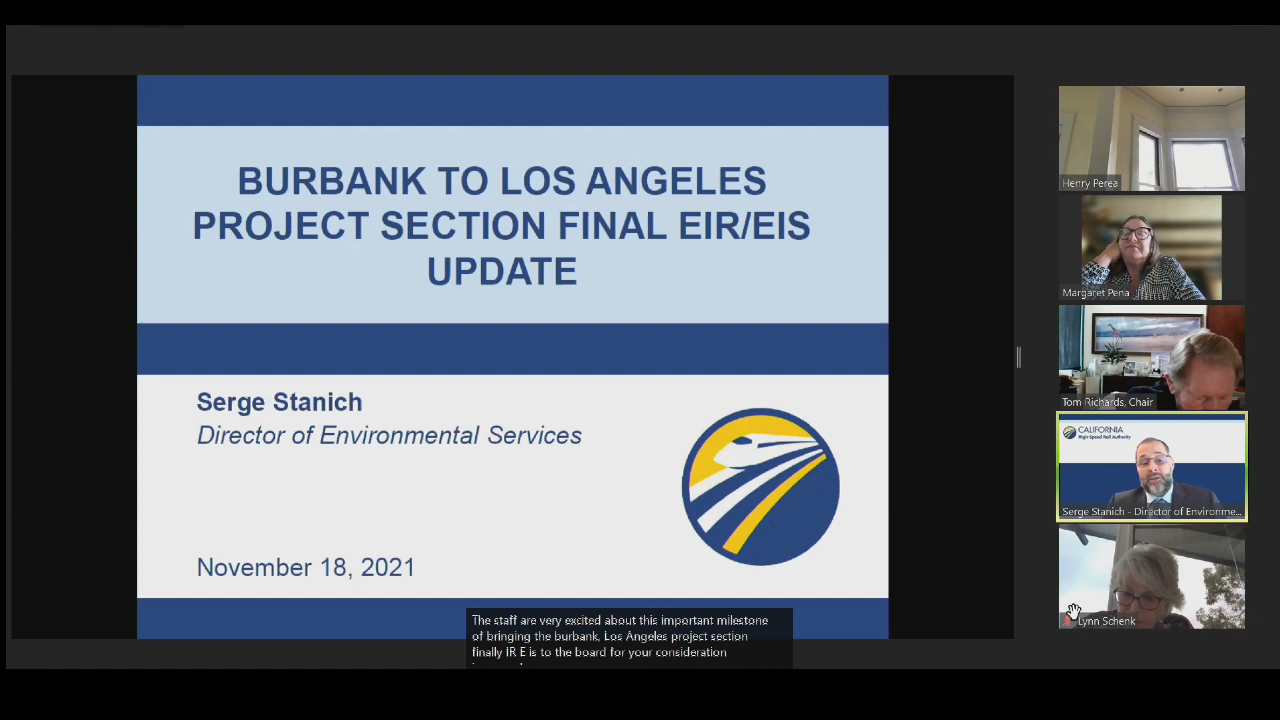 BURBANK TO LOS ANGELES
PROJECT SECTION FINAL EIR/EIS
UPDATE
Serge Stanich
Director of Environmental Services
November 18, 2021
The staff are very excited about this important milestone
of bringing the burbank, Los Angeles project section
finally IR E is to the board for your consideration
Henry Perea
Margaret Pena
Tom Richards, Chair
CALIFORNIA
High-Speed Rail Authority
Serge Stanich - Director of Environme...
Lynn Schenk